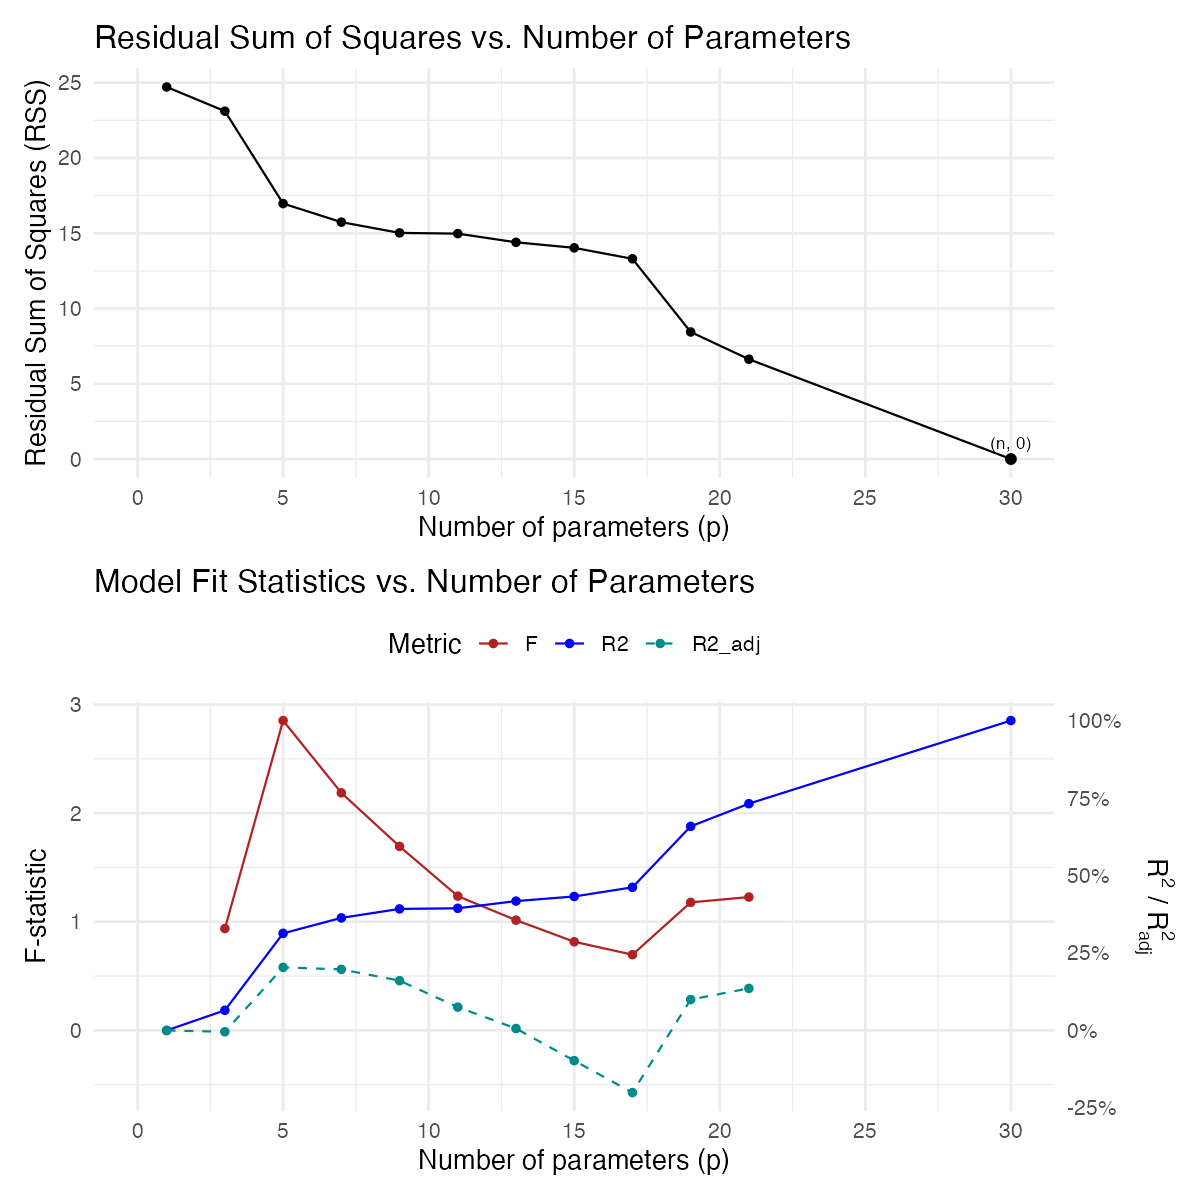 Residual Sum of Squares vs. Number of Parameters
Residual Sum of Squares (RSS)
25
20
15
10
5
0
(n, 0)
0 5 10 15 20 25 30
Number of parameters (p)
Model Fit Statistics vs. Number of Parameters
Metric F R2 R2_adj
F-statistic
3
2
1
0
100%
75%
50%
25%
0%
-25%
R² / R²adj
0 5 10 15 20 25 30
Number of parameters (p)